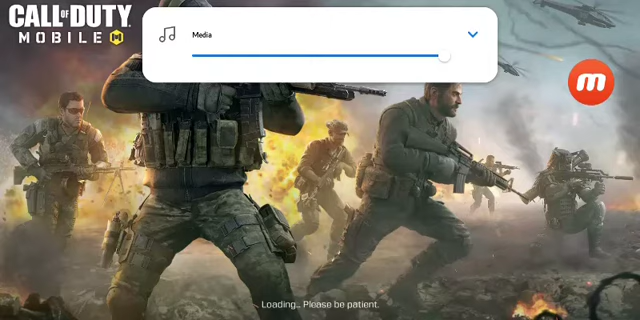 CALL OF DUTY
MOBILE
Media
m
Loading... Please be patient.